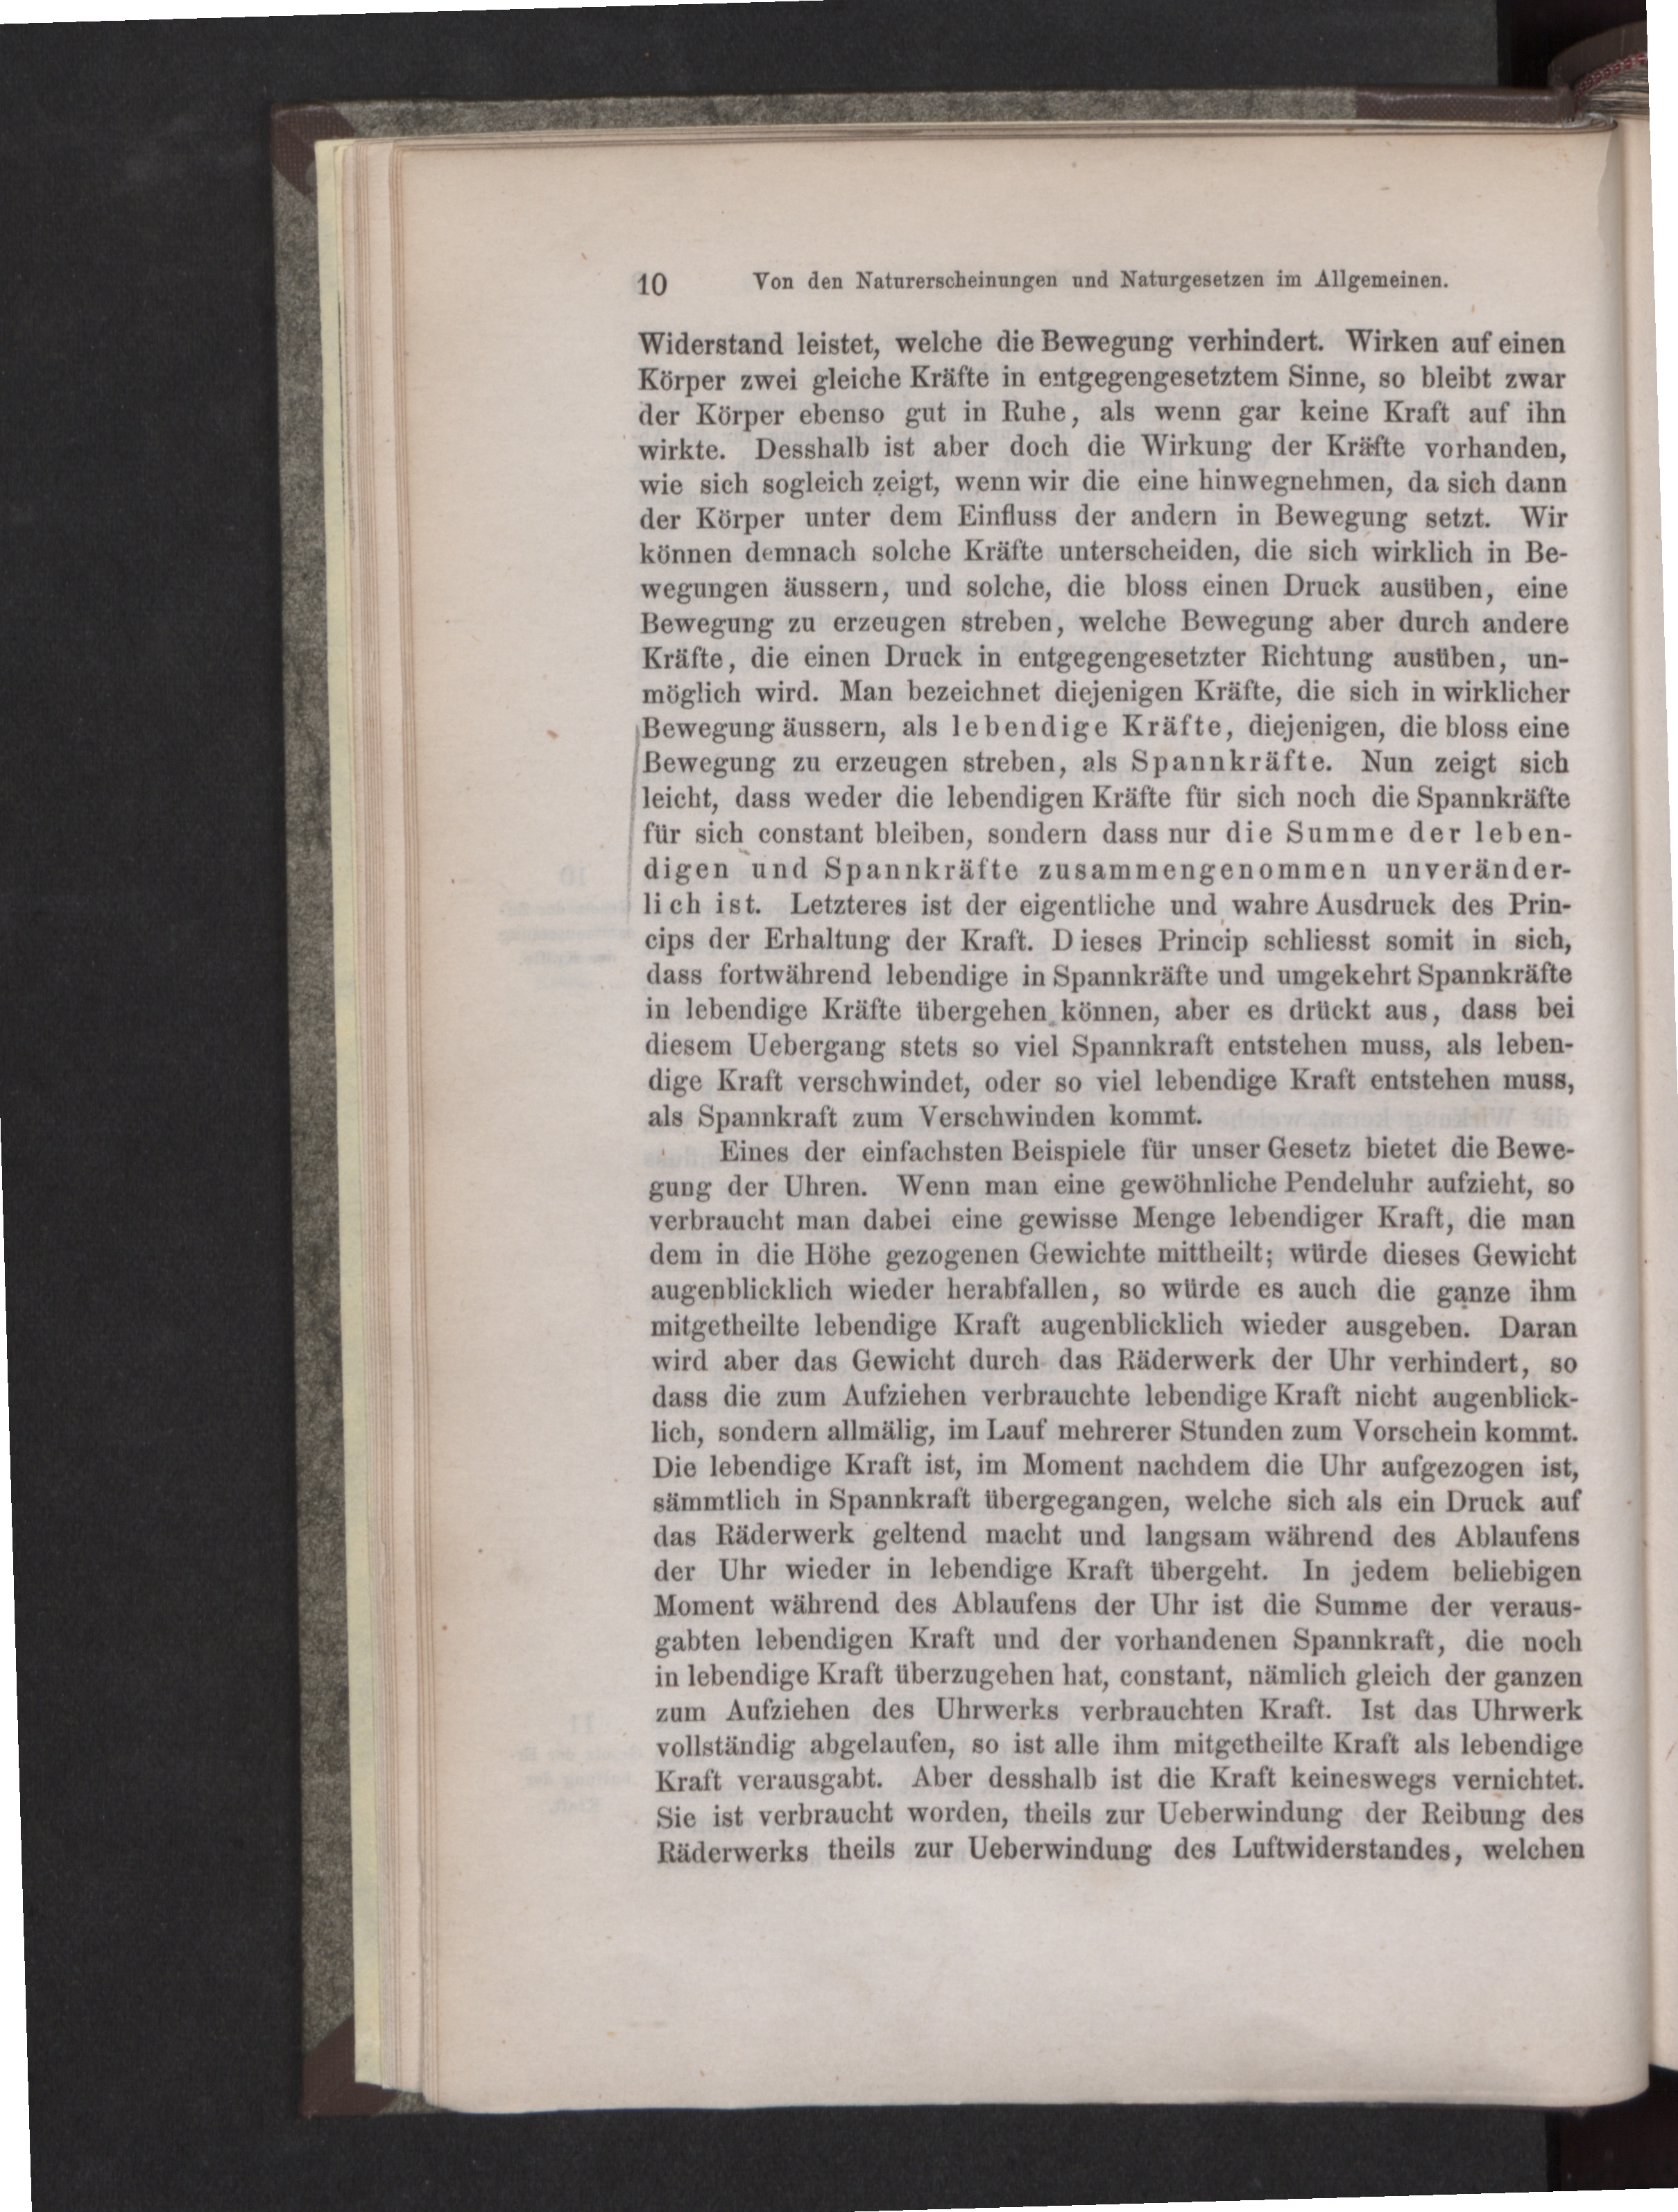 10 Von den Naturerscheinungen und Naturgesetzen im Allgemeinen.
Widerstand leistet, welche die Bewegung verhindert. Wirken auf einen
Körper zwei gleiche Kräfte in entgegengesetztem Sinne, so bleibt zwar
der Körper ebenso gut in Ruhe, als wenn gar keine Kraft auf ihn
wirkte. Desshalb ist aber doch die Wirkung der Kräfte vorhanden,
wie sich sogleich zeigt, wenn wir die eine hinwegnehmen, da sich dann
der Körper unter dem Einfluss der andern in Bewegung setzt. Wir
können demnach solche Kräfte unterscheiden, die sich wirklich in Be-
wegungen äussern, und solche, die bloss einen Druck ausüben, eine
Bewegung zu erzeugen streben, welche Bewegung aber durch andere
Kräfte, die einen Druck in entgegengesetzter Richtung ausüben, un-
möglich wird. Man bezeichnet diejenigen Kräfte, die sich in wirklicher
Bewegung äussern, als lebendige Kräfte, diejenigen, die bloss eine
Bewegung zu erzeugen streben, als Spannkräfte. Nun zeigt sich
leicht, dass weder die lebendigen Kräfte für sich noch die Spannkräfte
für sich constant bleiben, sondern dass nur die Summe der leben-
digen und Spannkräfte zusammengenommen unveränder-
lich ist. Letzteres ist der eigentliche und wahre Ausdruck des Prin-
cips der Erhaltung der Kraft. Dieses Princip schliesst somit in sich,
dass fortwährend lebendige in Spannkräfte und umgekehrt Spannkräfte
in lebendige Kräfte übergehen können, aber es drückt aus, dass bei
diesem Uebergang stets so viel Spannkraft entstehen muss, als leben-
dige Kraft verschwindet, oder so viel lebendige Kraft entstehen muss,
als Spannkraft zum Verschwinden kommt.
Eines der einfachsten Beispiele für unser Gesetz bietet die Bewe-
gung der Uhren. Wenn man eine gewöhnliche Pendeluhr aufzieht, so
verbraucht man dabei eine gewisse Menge lebendiger Kraft, die man
dem in die Höhe gezogenen Gewichte mittheilt; würde dieses Gewicht
augenblicklich wieder herabfallen, so würde es auch die ganze ihm
mitgetheilte lebendige Kraft augenblicklich wieder ausgeben. Daran
wird aber das Gewicht durch das Räderwerk der Uhr verhindert, so
dass die zum Aufziehen verbrauchte lebendige Kraft nicht augenblick-
lich, sondern allmälig, im Lauf mehrerer Stunden zum Vorschein kommt.
Die lebendige Kraft ist, im Moment nachdem die Uhr aufgezogen ist,
sämmtlich in Spannkraft übergegangen, welche sich als ein Druck auf
das Räderwerk geltend macht und langsam während des Ablaufens
der Uhr wieder in lebendige Kraft übergeht. In jedem beliebigen
Moment während des Ablaufens der Uhr ist die Summe der veraus-
gabten lebendigen Kraft und der vorhandenen Spannkraft, die noch
in lebendige Kraft überzugehen hat, constant, nämlich gleich der ganzen
zum Aufziehen des Uhrwerks verbrauchten Kraft. Ist das Uhrwerk
vollständig abgelaufen, so ist alle ihm mitgetheilte Kraft als lebendige
Kraft verausgabt. Aber desshalb ist die Kraft keineswegs vernichtet.
Sie ist verbraucht worden, theils zur Ueberwindung der Reibung des
Räderwerks theils zur Ueberwindung des Luftwiderstandes, welchen